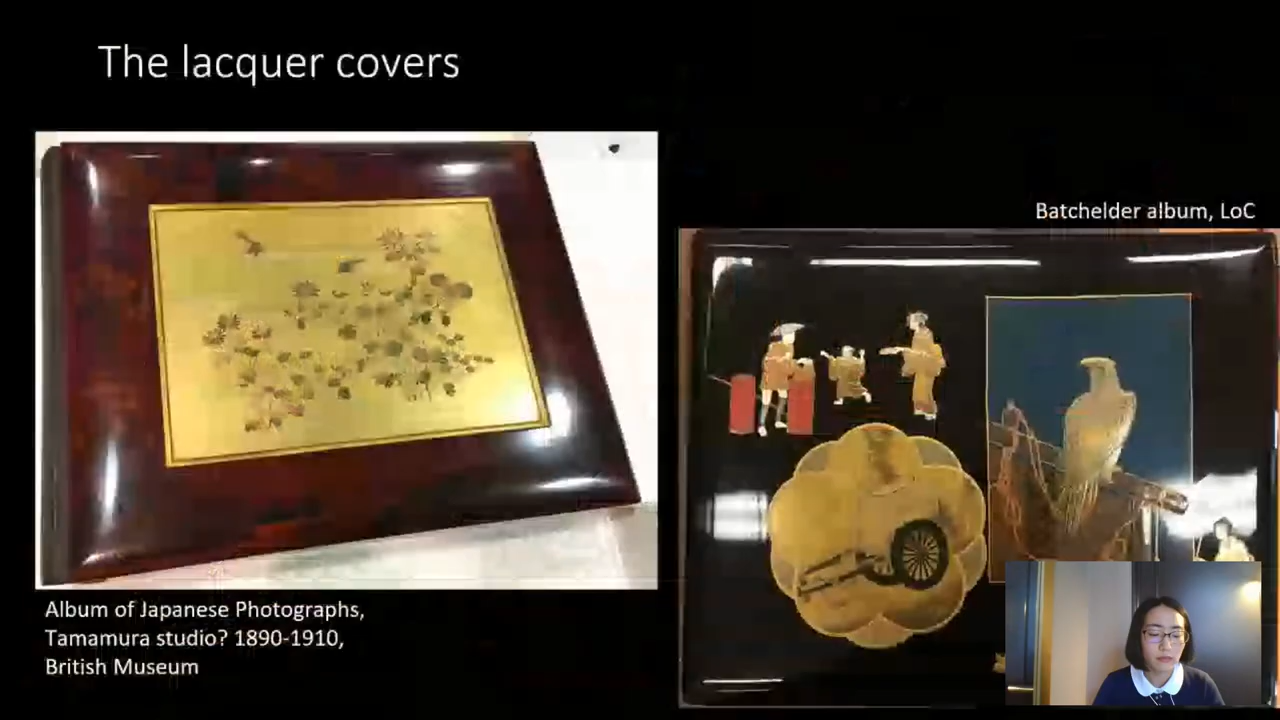 The lacquer covers
Batchelder album, LoC
Album of Japanese Photographs,
Tamamura studio? 1890-1910,
British Museum